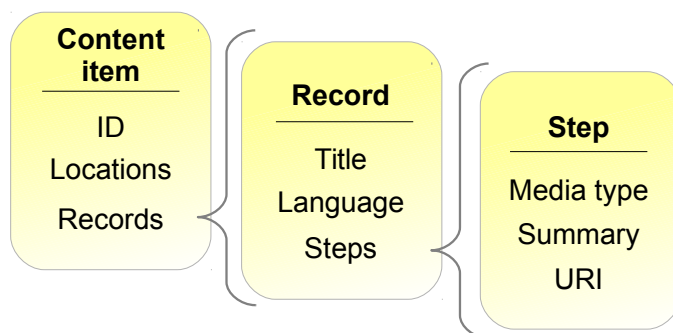 Content
item
ID
Locations
Records
Record
Title
Language
Steps
Step
Media type
Summary
URI